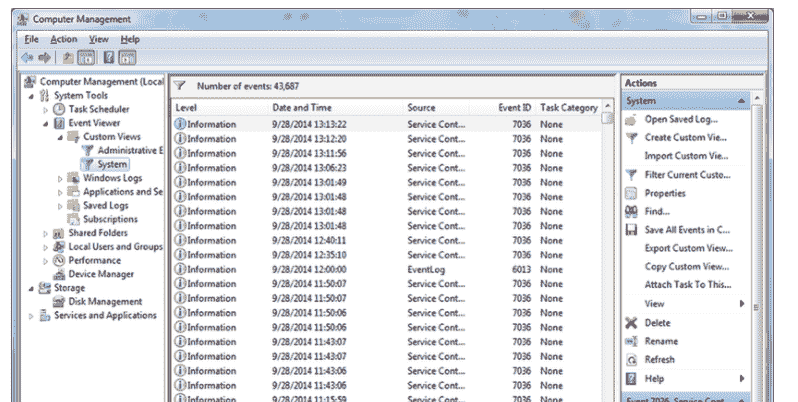 Computer Management
File Action View Help
Computer Management (Local
System Tools
Task Scheduler
Event Viewer
Custom Views
Administrative E
System
Windows Logs
Applications and Se
Saved Logs
Subscriptions
Shared Folders
Local Users and Groups
Performance
Device Manager
Storage
Disk Management
Services and Applications
Number of events: 43,687
Level Date and Time Source Event ID Task Category
Information 9/28/2014 13:13:22 Service Cont... 7036 None
Information 9/28/2014 13:12:20 Service Cont... 7036 None
Information 9/28/2014 13:11:56 Service Cont... 7036 None
Information 9/28/2014 13:06:23 Service Cont... 7036 None
Information 9/28/2014 13:01:49 Service Cont... 7036 None
Information 9/28/2014 13:01:48 Service Cont... 7036 None
Information 9/28/2014 13:01:48 Service Cont... 7036 None
Information 9/28/2014 13:01:48 Service Cont... 7036 None
Information 9/28/2014 12:40:11 Service Cont... 7036 None
Information 9/28/2014 12:35:10 Service Cont... 7036 None
Information 9/28/2014 12:00:00 EventLog 6013 None
Information 9/28/2014 11:50:07 Service Cont... 7036 None
Information 9/28/2014 11:50:07 Service Cont... 7036 None
Information 9/28/2014 11:50:06 Service Cont... 7036 None
Information 9/28/2014 11:50:06 Service Cont... 7036 None
Information 9/28/2014 11:43:07 Service Cont... 7036 None
Information 9/28/2014 11:43:07 Service Cont... 7036 None
Information 9/28/2014 11:43:06 Service Cont... 7036 None
Information 9/28/2014 11:43:06 Service Cont... 7036 None
Information 9/28/2014 11:15:59 Service Cont... 7036 None
Actions
System
Open Saved Log...
Create Custom Vie...
Import Custom Vie...
Filter Current Custo...
Properties
Find...
Save All Events in C...
Export Custom View...
Copy Custom View...
Attach Task To This...
View
Delete
Rename
Refresh
Help
Event 7036, Service Cont...